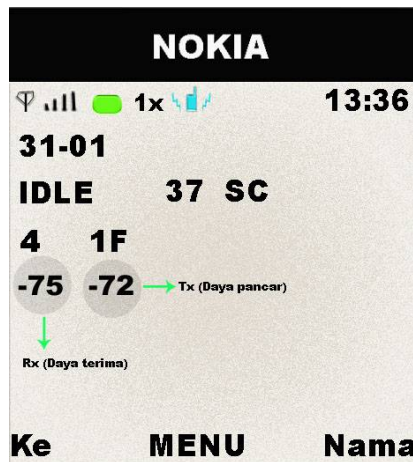 NOKIA
1x 13:36
31-01
IDLE 37 SC
4 1F
-75 -72 Tx (Daya pancar)
Rx (Daya terima)
Ke MENU Nama